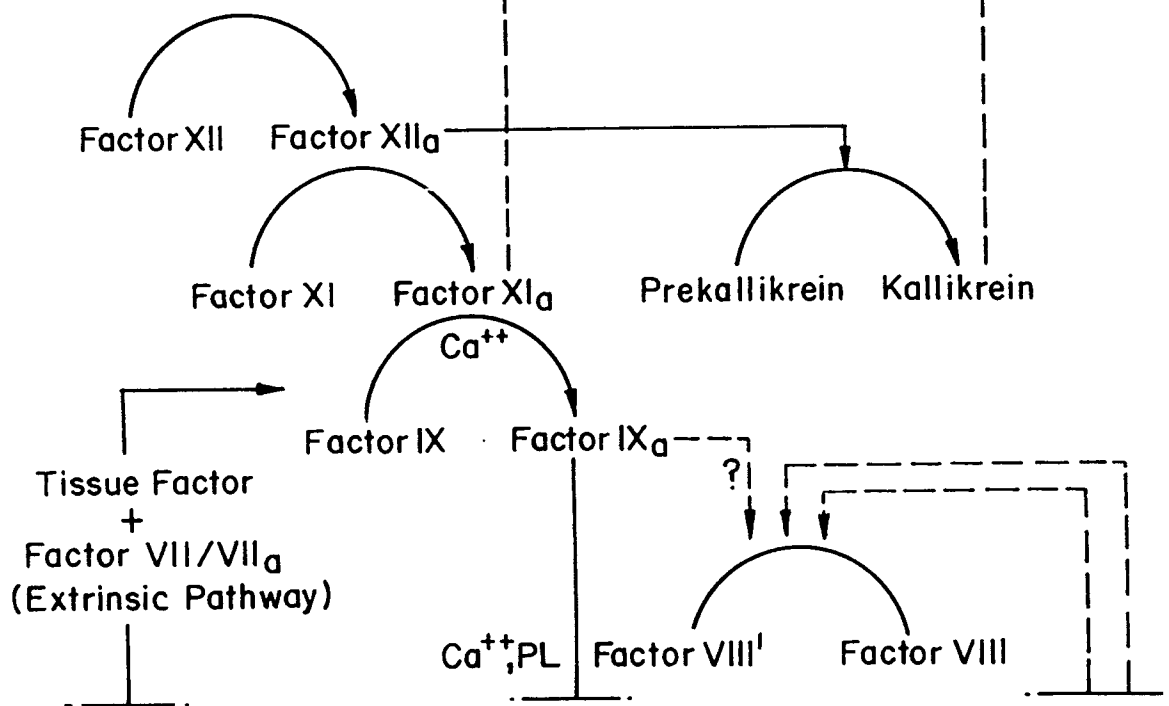 Factor XII Factor XIIa
Factor XI Factor XIa Prekallikrein Kallikrein
Ca++
Factor IX Factor IXa
?
Tissue Factor
+
Factor VII/VIIa
(Extrinsic Pathway)
Ca++,PL Factor VIII' Factor VIII